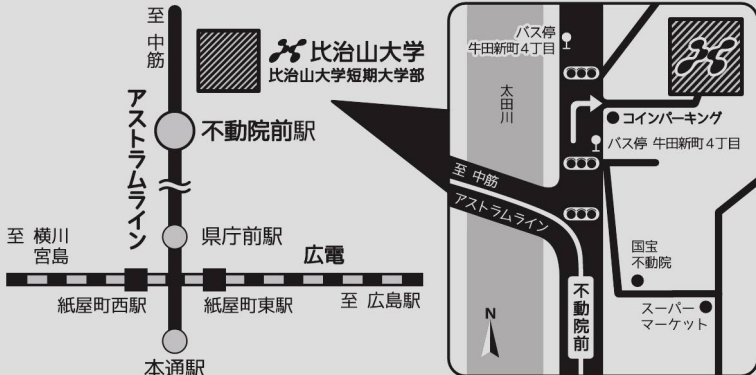 至 中筋
比治山大学
比治山大学短期大学部
アストラムライン
不動院前駅
県庁前駅
至 横川
宮島
広電
紙屋町西駅
紙屋町東駅
至 広島駅
本通駅
バス停
牛田新町4丁目
太田川
コインパーキング
バス停 牛田新町4丁目
至 中筋
アストラムライン
国宝
不動院
不動院前
スーパー
マーケット
N